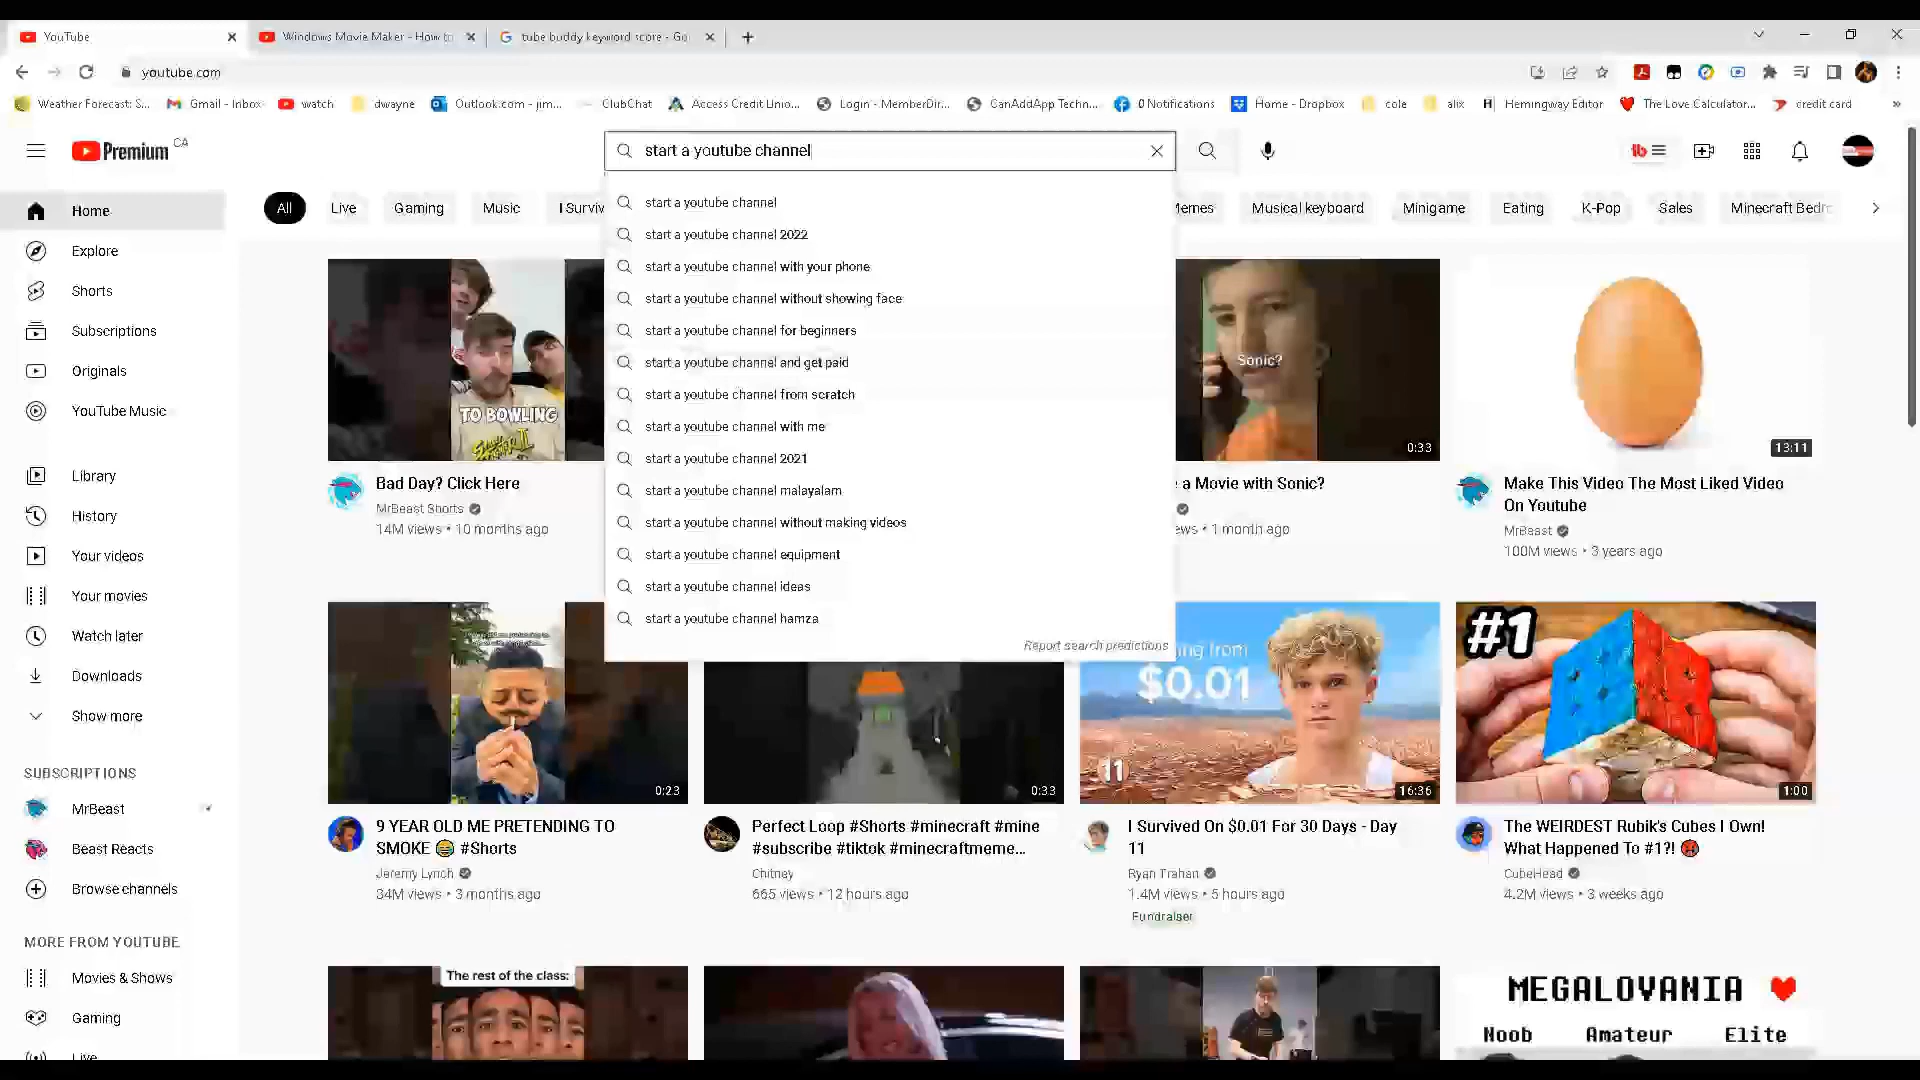 YouTube
Windows Movie Maker - How to
tube buddy keyword score - Go
youtube.com
Weather Forecast: S...
Gmail - Inbox
watch
dwayne
Outlook.com - jim...
ClubChat
Access Credit Unio...
Login - MemberDir...
CanAddApp Techn...
0 Notifications
Home - Dropbox
cole
alix
Hemingway Editor
The Love Calculator...
credit card
Premium CA
start a youtube channel
All
Live
Gaming
Music
I Surviv
Memes
Musical keyboard
Minigame
Eating
K-Pop
Sales
Minecraft Bedro
Home
Explore
Shorts
Subscriptions
Originals
YouTube Music
Library
History
Your videos
Your movies
Watch later
Downloads
Show more
SUBSCRIPTIONS
MrBeast
Beast Reacts
Browse channels
MORE FROM YOUTUBE
Movies & Shows
Gaming
Live
start a youtube channel
start a youtube channel 2022
start a youtube channel with your phone
start a youtube channel without showing face
start a youtube channel for beginners
start a youtube channel and get paid
start a youtube channel from scratch
start a youtube channel with me
start a youtube channel 2021
start a youtube channel malayalam
start a youtube channel without making videos
start a youtube channel equipment
start a youtube channel ideas
start a youtube channel hamza
Report search predictions
TO BOWLING
Bad Day? Click Here
MrBeast Shorts
14M views • 10 months ago
Sonic?
0:33
a Movie with Sonic?
ews • 1 month ago
13:11
Make This Video The Most Liked Video
On Youtube
MrBeast
100M views • 3 years ago
0:23
9 YEAR OLD ME PRETENDING TO
SMOKE 😂 #Shorts
Jeremy Lynch
34M views • 3 months ago
0:33
Perfect Loop #Shorts #minecraft #mine
#subscribe #tiktok #minecraftmeme...
Chitney
665 views • 12 hours ago
ing from
$0.01
11
16:36
I Survived On $0.01 For 30 Days - Day
11
Ryan Trahan
1.4M views • 5 hours ago
Fundraiser
#1
1:00
The WEIRDEST Rubik's Cubes I Own!
What Happened To #1?! 😡
CubeHead
4.2M views • 3 weeks ago
The rest of the class:
MEGALOVANIA ❤
Noob Amateur Elite